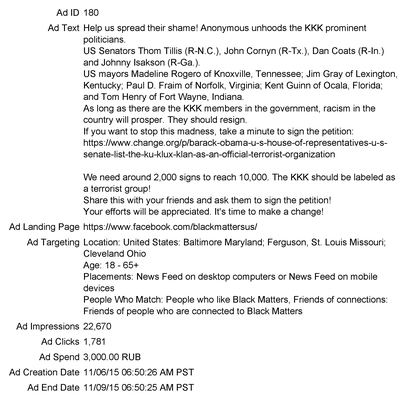 Ad ID 180
Ad Text Help us spread their shame! Anonymous unhoods the KKK prominent
politicians.
US Senators Thom Tillis (R-N.C.), John Cornyn (R-Tx.), Dan Coats (R-In.)
and Johnny Isakson (R-Ga.).
US mayors Madeline Rogero of Knoxville, Tennessee; Jim Gray of Lexington,
Kentucky; Paul D. Fraim of Norfolk, Virginia; Kent Guinn of Ocala, Florida;
and Tom Henry of Fort Wayne, Indiana.
As long as there are the KKK members in the government, racism in the
country will prosper. They should resign.
If you want to stop this madness, take a minute to sign the petition:
https://www.change.org/p/barack-obama-u-s-house-of-representatives-u-s-
senate-list-the-ku-klux-klan-as-an-official-terrorist-organization
We need around 2,000 signs to reach 10,000. The KKK should be labeled as
a terrorist group!
Share this with your friends and ask them to sign the petition!
Your efforts will be appreciated. It's time to make a change!
Ad Landing Page https://www.facebook.com/blackmattersus/
Ad Targeting Location: United States: Baltimore Maryland; Ferguson, St. Louis Missouri;
Cleveland Ohio
Age: 18 - 65+
Placements: News Feed on desktop computers or News Feed on mobile
devices
People Who Match: People who like Black Matters, Friends of connections:
Friends of people who are connected to Black Matters
Ad Impressions 22,670
Ad Clicks 1,781
Ad Spend 3,000.00 RUB
Ad Creation Date 11/06/15 06:50:26 AM PST
Ad End Date 11/09/15 06:50:25 AM PST